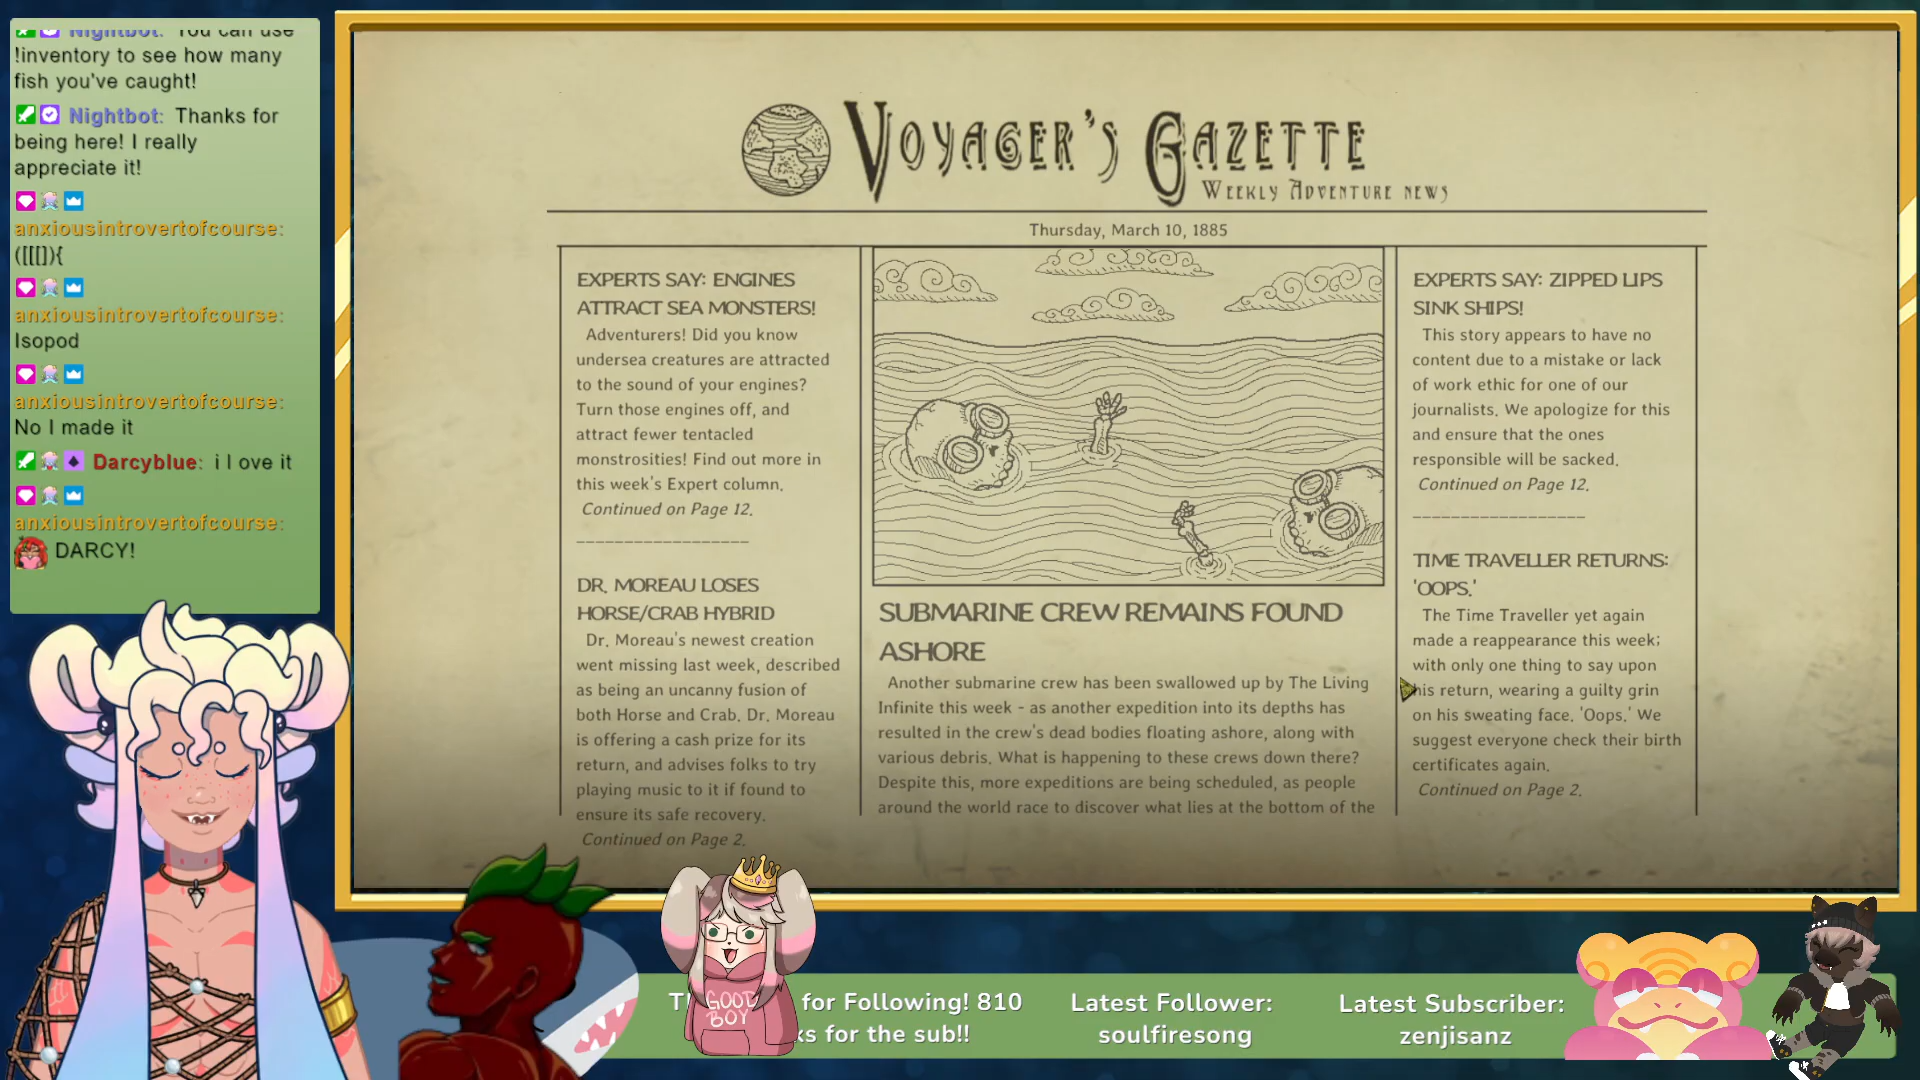 Nightbot: You can use
!inventory to see how many
fish you've caught!
Nightbot: Thanks for
being here! I really
appreciate it!
anxiousintrovertofcourse:
([[[]){
anxiousintrovertofcourse:
Isopod
anxiousintrovertofcourse:
No I made it
Darcyblue: i l ove it
anxiousintrovertofcourse:
DARCY!
VOYAGER'S GAZETTE
WEEKLY ADVENTURE NEWS
Thursday, March 10, 1885
EXPERTS SAY: ENGINES
ATTRACT SEA MONSTERS!
Adventurers! Did you know
undersea creatures are attracted
to the sound of your engines?
Turn those engines off, and
attract fewer tentacled
monstrosities! Find out more in
this week's Expert column.
Continued on Page 12.
DR. MOREAU LOSES
HORSE/CRAB HYBRID
Dr. Moreau's newest creation
went missing last week, described
as being an uncanny fusion of
both Horse and Crab. Dr. Moreau
is offering a cash prize for its
return, and advises folks to try
playing music to it if found to
ensure its safe recovery.
Continued on Page 2.
SUBMARINE CREW REMAINS FOUND
ASHORE
Another submarine crew has been swallowed up by The Living
Infinite this week - as another expedition into its depths has
resulted in the crew's dead bodies floating ashore, along with
various debris. What is happening to these crews down there?
Despite this, more expeditions are being scheduled, as people
around the world race to discover what lies at the bottom of the
EXPERTS SAY: ZIPPED LIPS
SINK SHIPS!
This story appears to have no
content due to a mistake or lack
of work ethic for one of our
journalists. We apologize for this
and ensure that the ones
responsible will be sacked.
Continued on Page 12.
TIME TRAVELLER RETURNS:
'OOPS.'
The Time Traveller yet again
made a reappearance this week;
with only one thing to say upon
his return, wearing a guilty grin
on his sweating face. 'Oops.' We
suggest everyone check their birth
certificates again.
Continued on Page 2.
GOOD
BOY
for Following! 810
for the sub!!
Latest Follower:
soulfiresong
Latest Subscriber:
zenjisanz